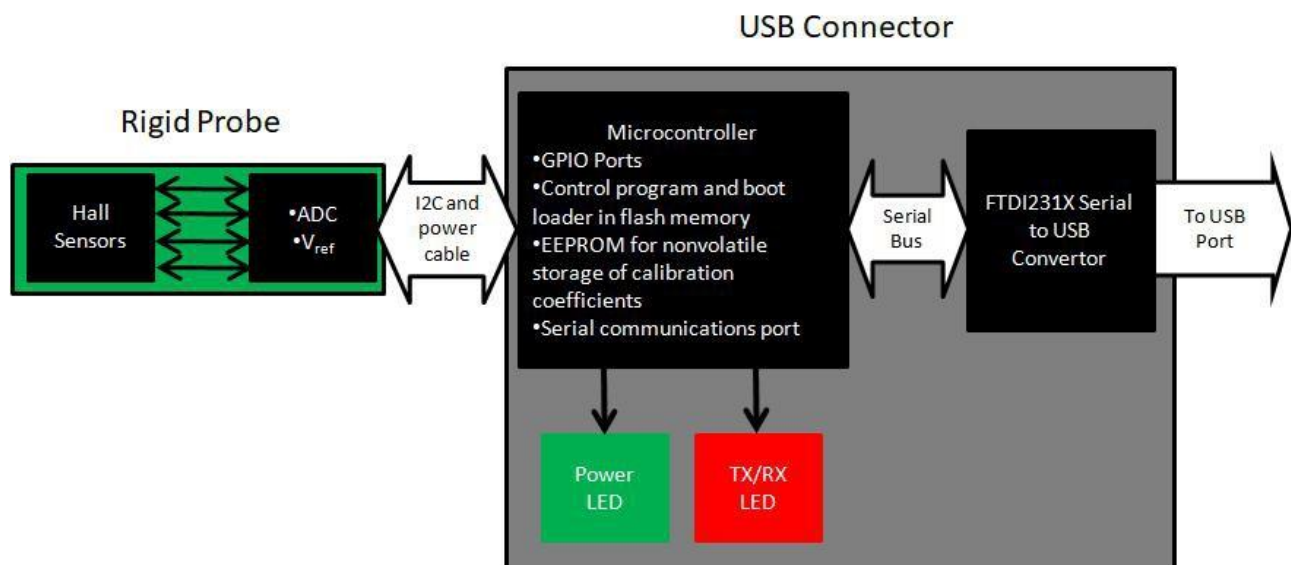 USB Connector
Rigid Probe
Hall
Sensors
•ADC
•Vref
I2C and
power
cable
Microcontroller
•GPIO Ports
•Control program and boot
loader in flash memory
•EEPROM for nonvolatile
storage of calibration
coefficients
•Serial communications port
Serial
Bus
FTDI231X Serial
to USB
Convertor
To USB
Port
Power
LED
TX/RX
LED